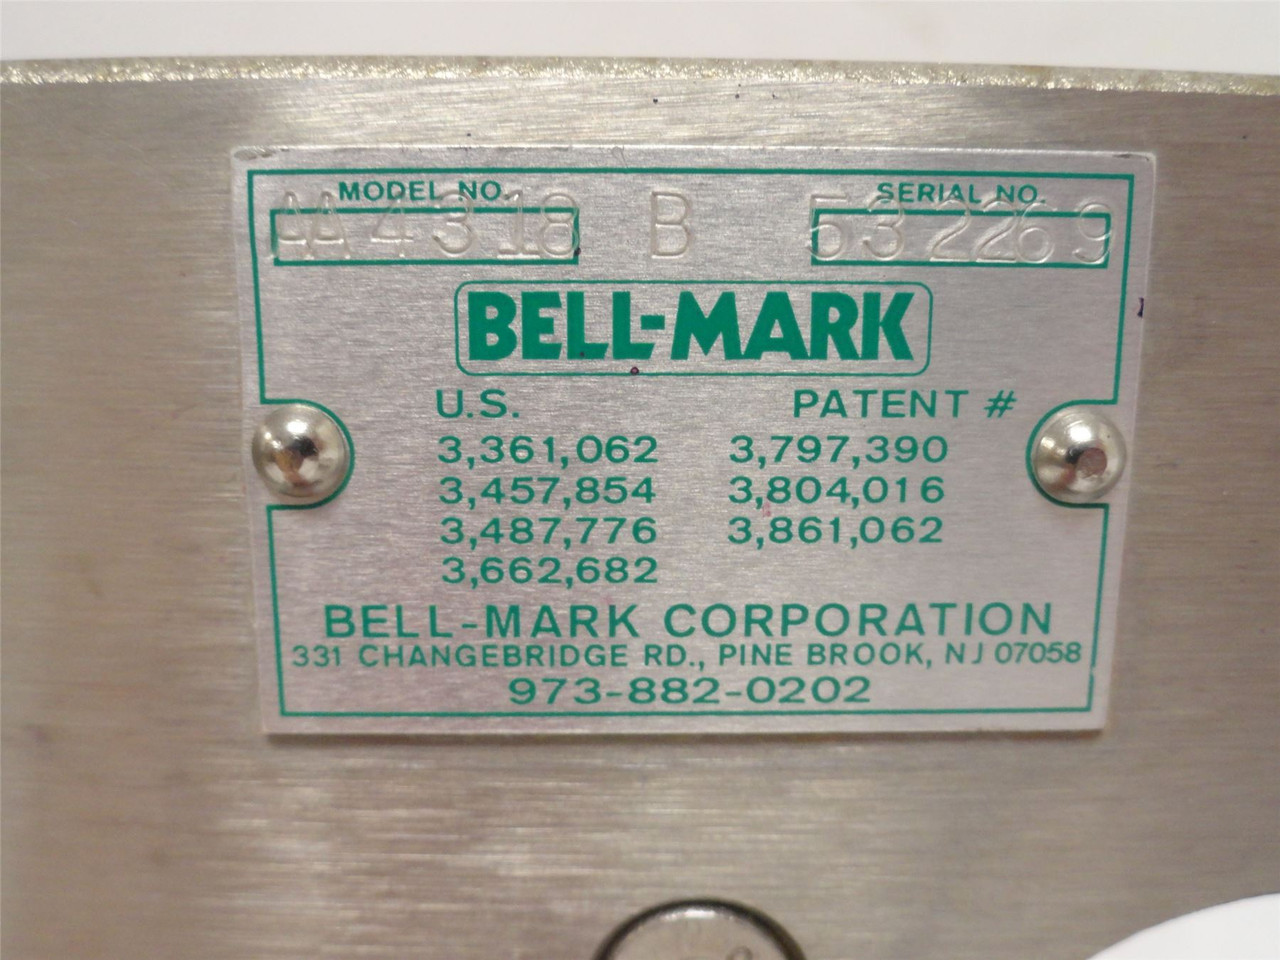 MODEL NO. SERIAL NO.
AA4318 B 532269
BELL-MARK
U.S. PATENT #
3,361,062 3,797,390
3,457,854 3,804,016
3,487,776 3,861,062
3,662,682
BELL-MARK CORPORATION
331 CHANGEBRIDGE RD., PINE BROOK, NJ 07058
973-882-0202